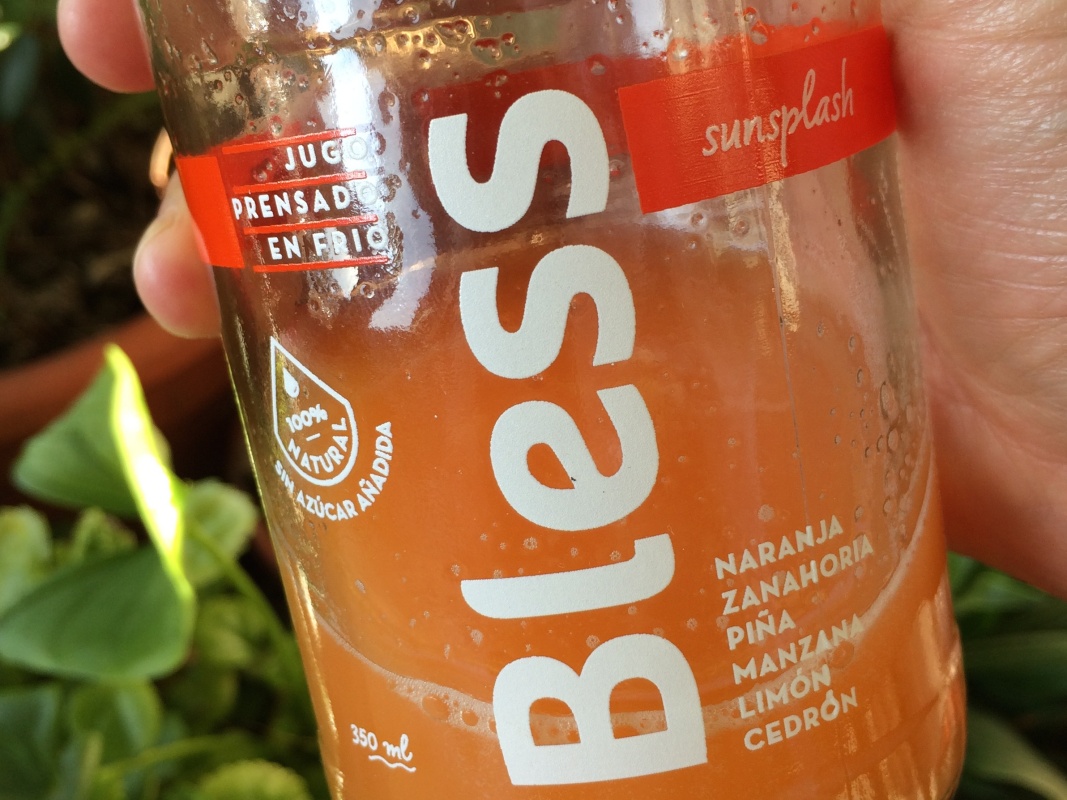 JUGO
PRENSADO
EN FRIO
Bless
sunsplash
100%
NATURAL
SIN AZÚCAR AÑADIDA
NARANJA
ZANAHORIA
PIÑA
MANZANA
LIMÓN
CEDRÓN
350 ml